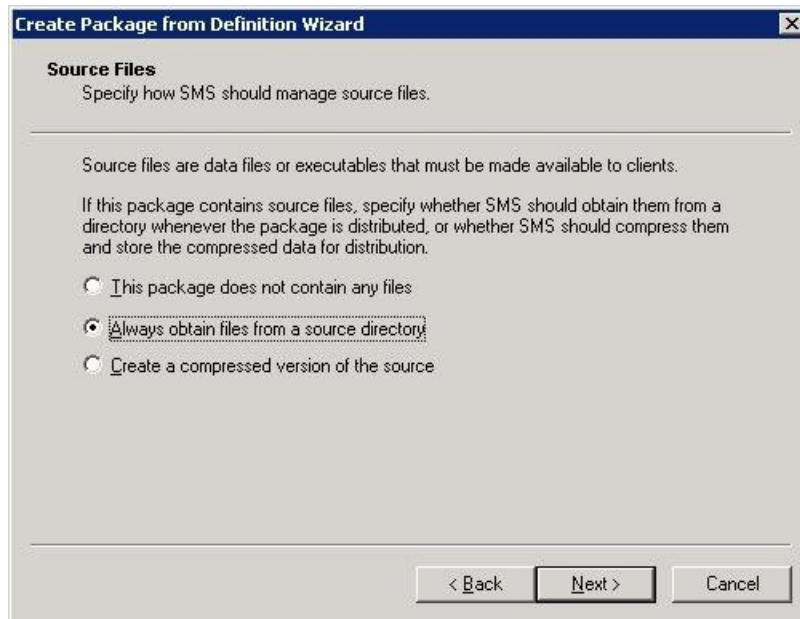 Create Package from Definition Wizard
Source Files
Specify how SMS should manage source files.
Source files are data files or executables that must be made available to clients.
If this package contains source files, specify whether SMS should obtain them from a
directory whenever the package is distributed, or whether SMS should compress them
and store the compressed data for distribution.
This package does not contain any files
Always obtain files from a source directory
Create a compressed version of the source
< Back
Next >
Cancel